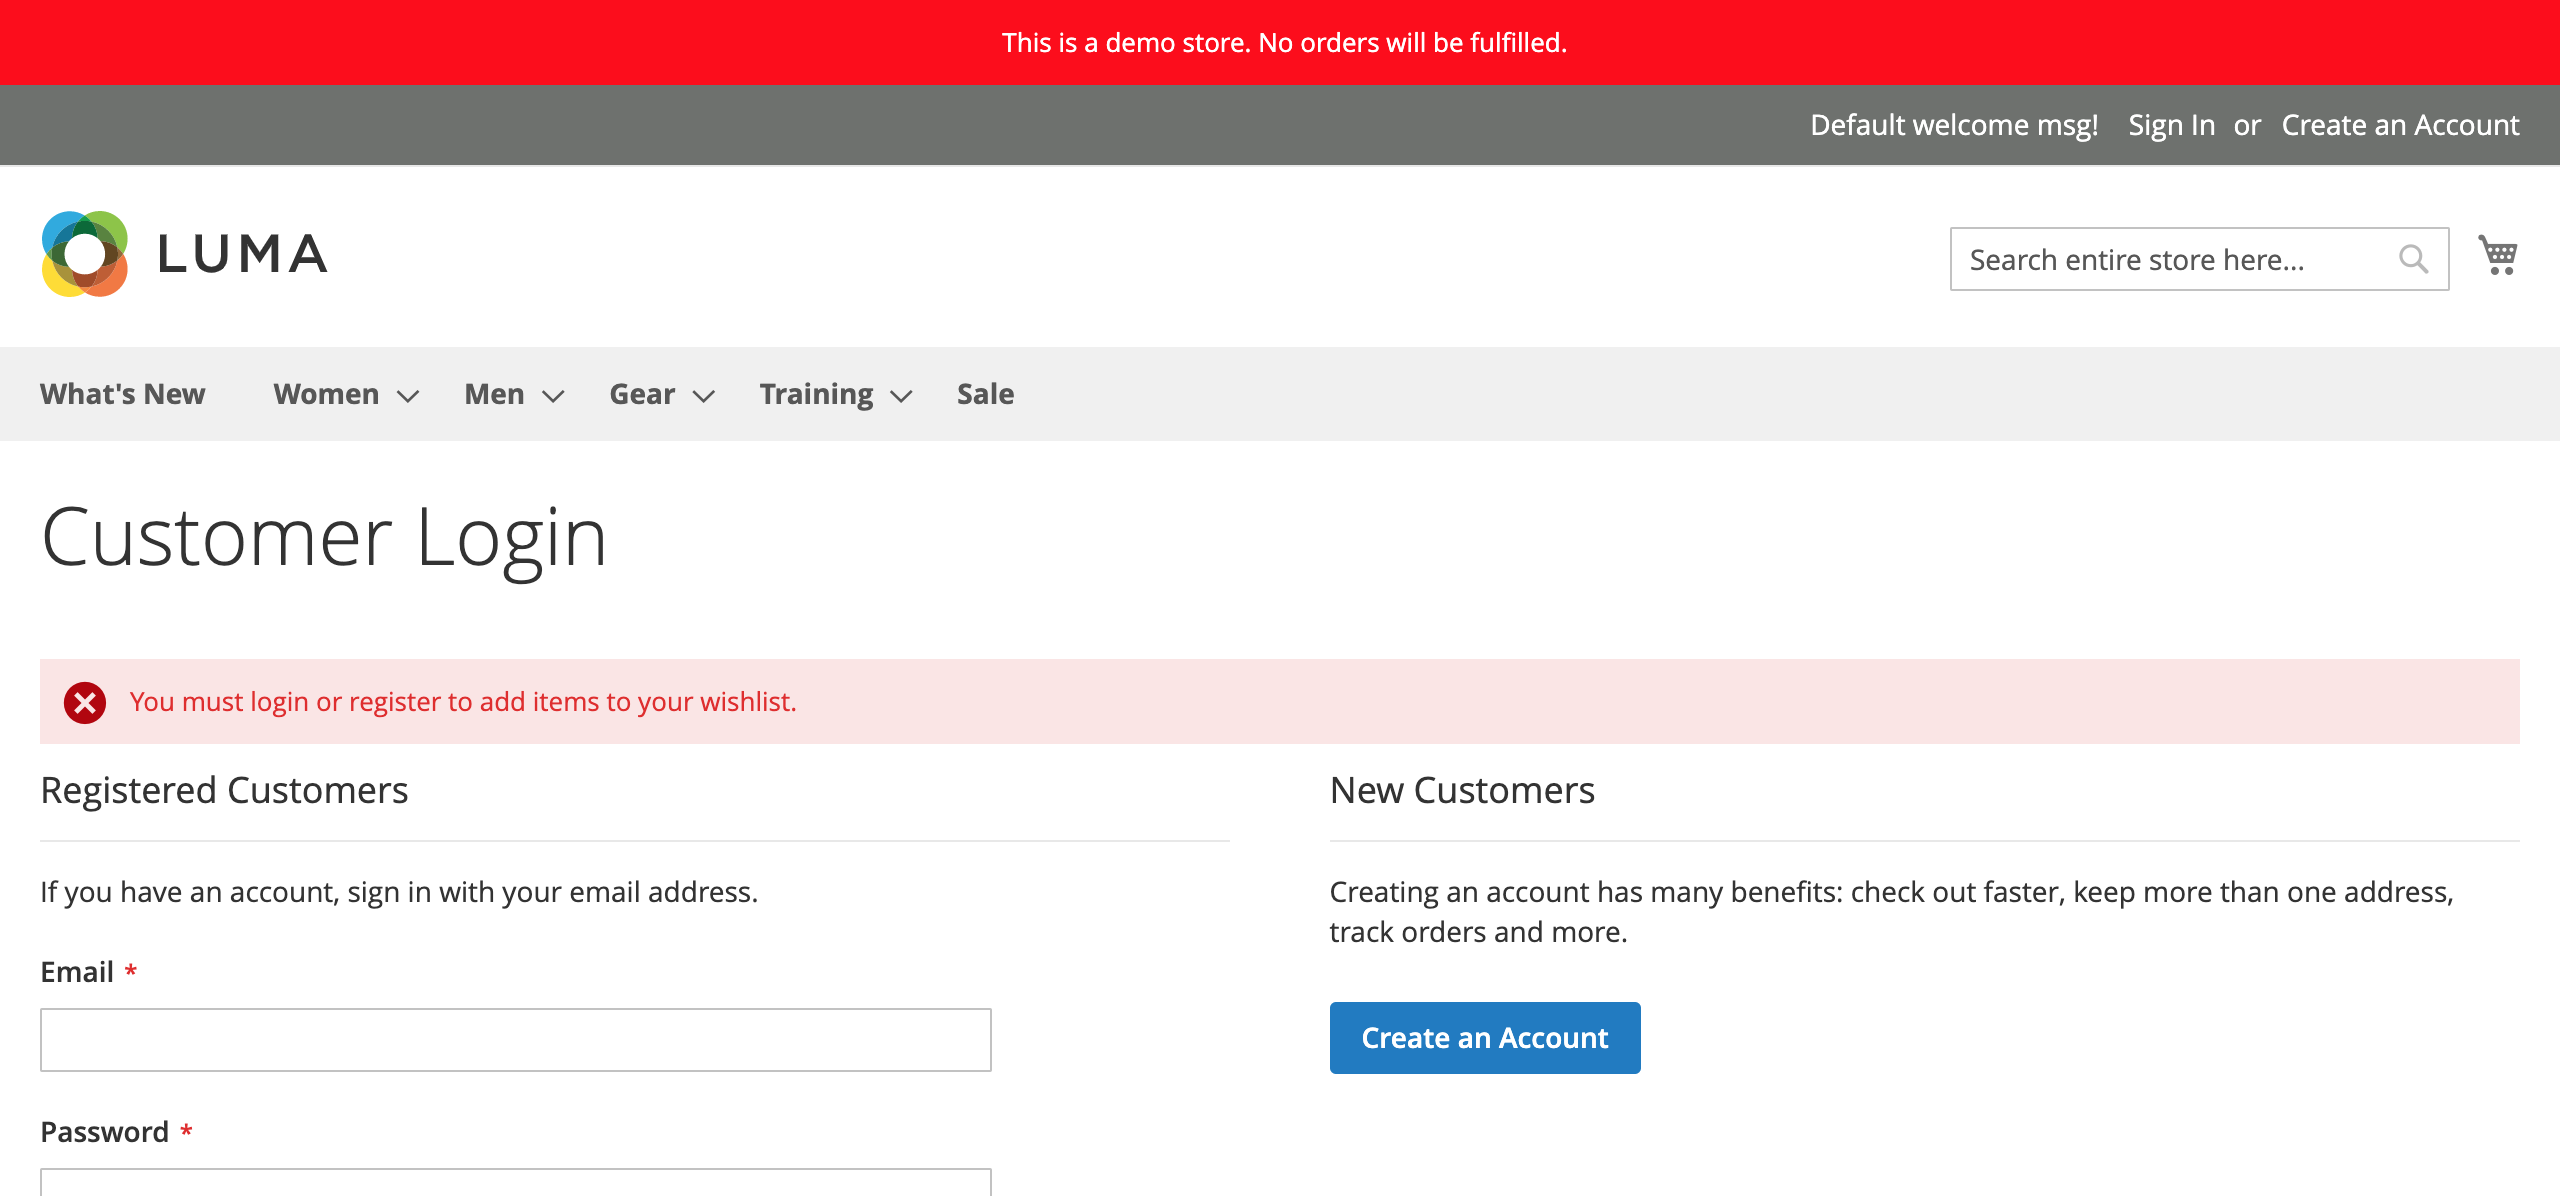 This is a demo store. No orders will be fulfilled.
Default welcome msg! Sign In or Create an Account
LUMA
Search entire store here...
What's New Women Men Gear Training Sale
Customer Login
You must login or register to add items to your wishlist.
Registered Customers
If you have an account, sign in with your email address.
Email *
Password *
New Customers
Creating an account has many benefits: check out faster, keep more than one address,
track orders and more.
Create an Account